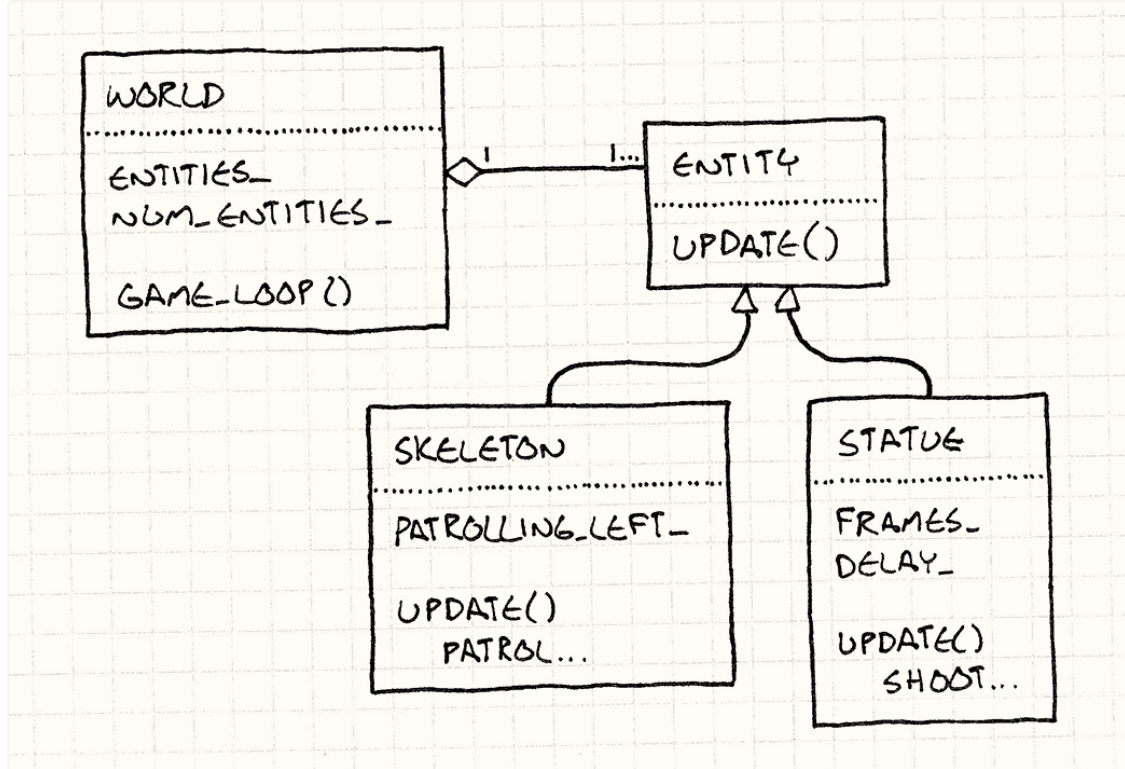 WORLD
ENTITIES_
NUM_ENTITIES_
GAME_LOOP()
1
1...
ENTITY
UPDATE()
SKELETON
PATROLLING_LEFT_
UPDATE()
PATROL...
STATUE
FRAMES_
DELAY_
UPDATE()
SHOOT...